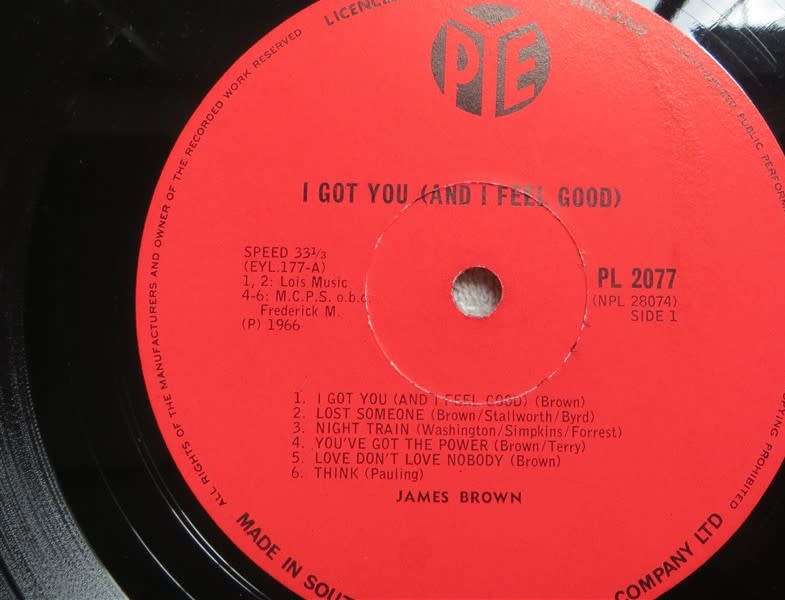 PYE
I GOT YOU (AND I FEEL GOOD)
SPEED 33⅓
(EYL.177-A)
1, 2: Lois Music
4-6: M.C.P.S. o.b.o
Frederick M.
(P) 1966
PL 2077
(NPL 28074)
SIDE 1
1. I GOT YOU (AND I FEEL GOOD) (Brown)
2. LOST SOMEONE (Brown/Stallworth/Byrd)
3. NIGHT TRAIN (Washington/Simpkins/Forrest)
4. YOU'VE GOT THE POWER (Brown/Terry)
5. LOVE DON'T LOVE NOBODY (Brown)
6. THINK (Pauling)
JAMES BROWN
ALL RIGHTS OF THE MANUFACTURERS AND OWNER OF THE RECORDED WORK RESERVED
PUBLIC PERFORM
PROHIBITED
MADE IN SOUT
COMPANY LTD